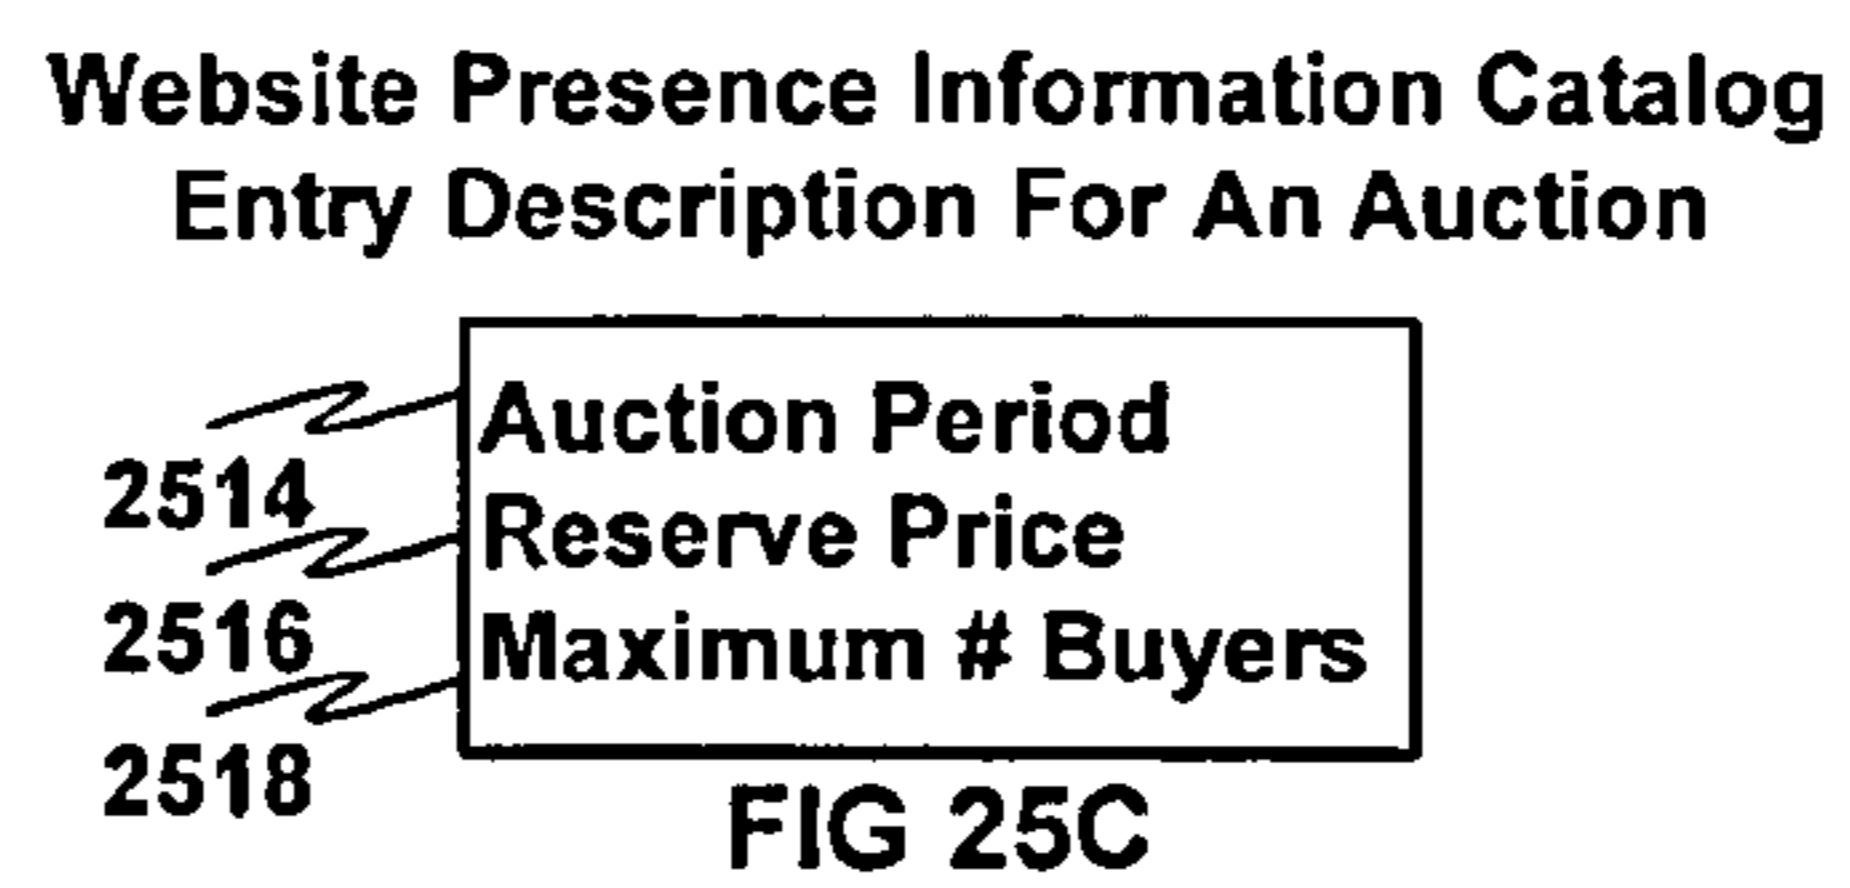 Website Presence Information Catalog
Entry Description For An Auction
Auction Period
2514
Reserve Price
2516
Maximum # Buyers
2518
FIG 25C